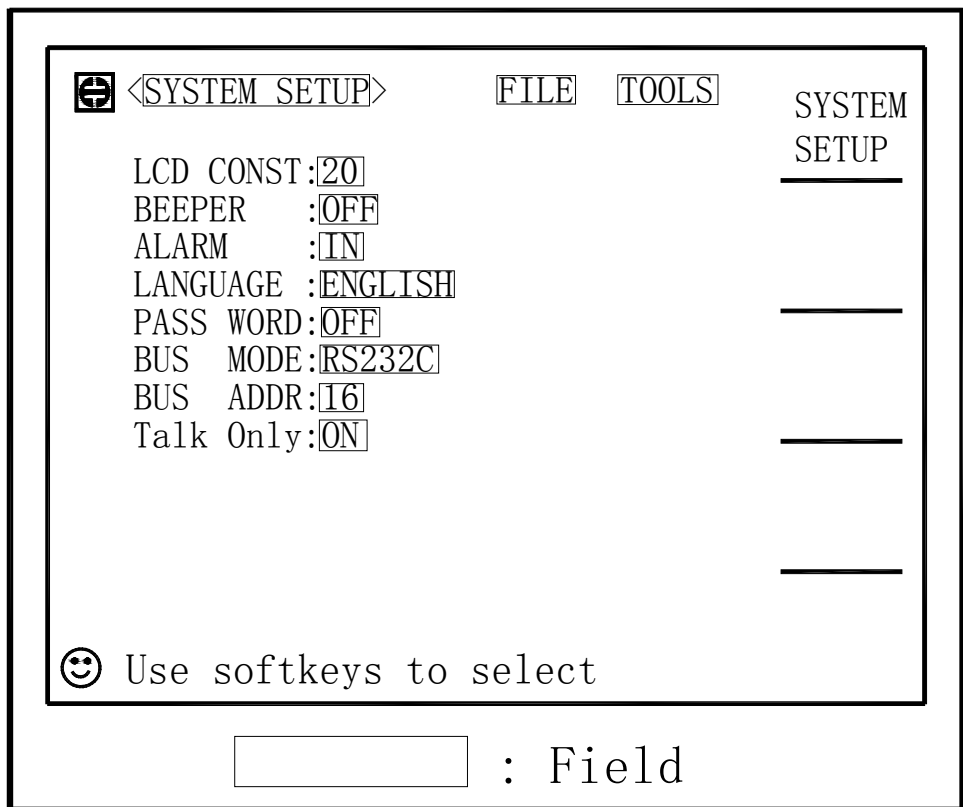 <SYSTEM SETUP> FILE TOOLS
SYSTEM
SETUP
LCD CONST:20
BEEPER :OFF
ALARM :IN
LANGUAGE :ENGLISH
PASS WORD:OFF
BUS MODE:RS232C
BUS ADDR:16
Talk Only:ON
Use softkeys to select
: Field